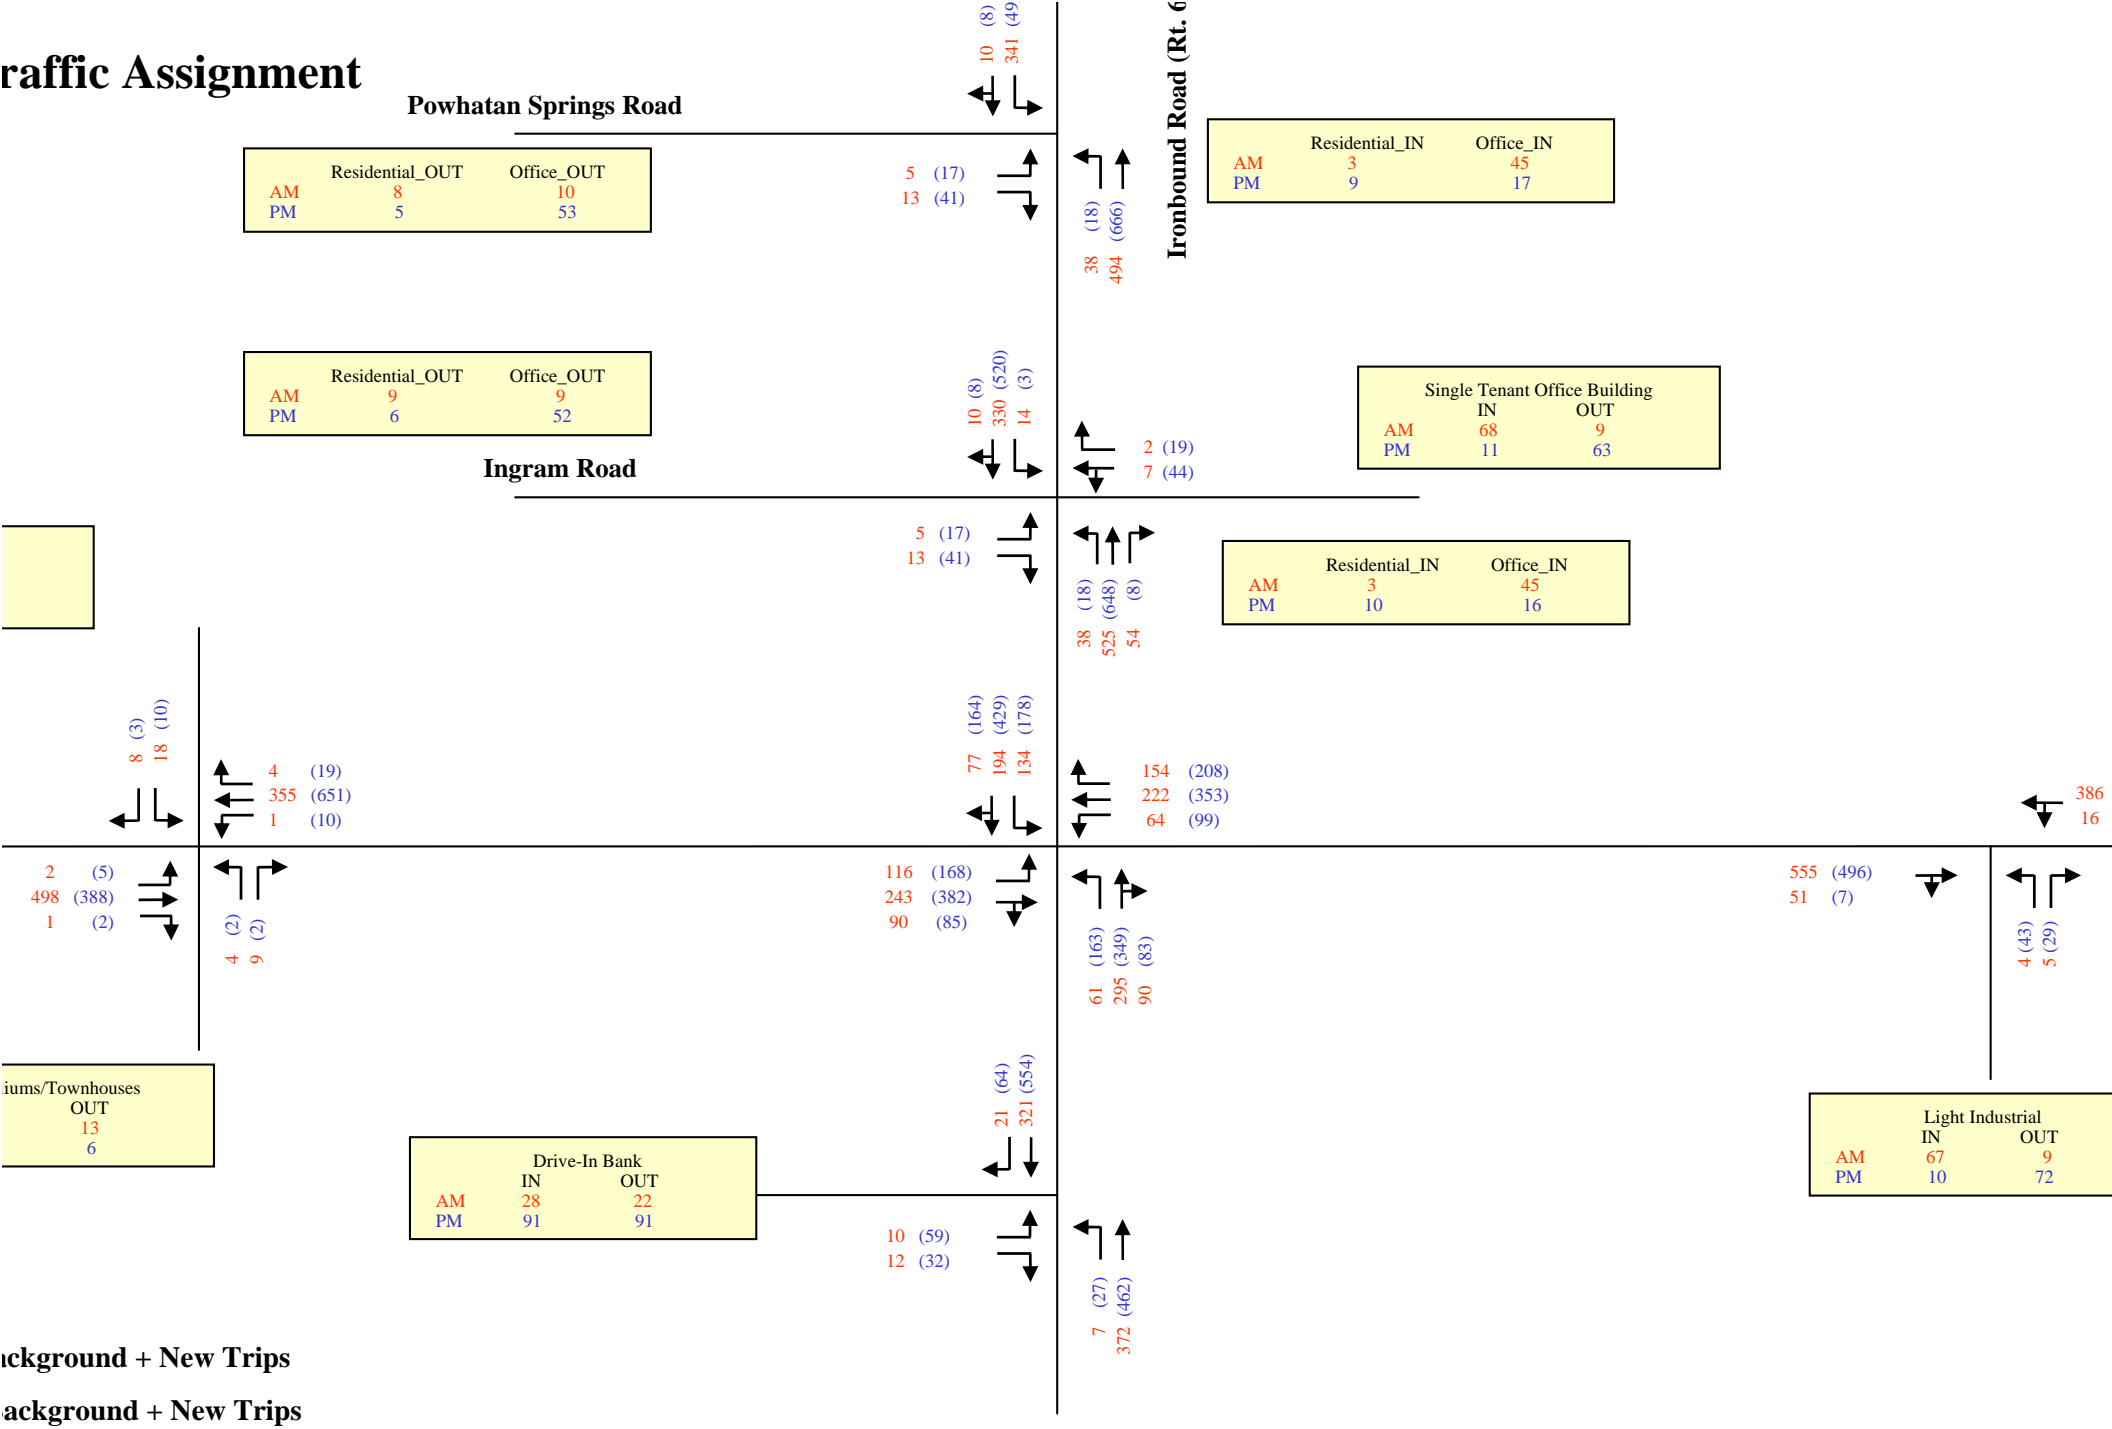 10 (8)
341 (49
Ironbound Road (Rt. 6
raffic Assignment
Powhatan Springs Road
Residential_OUT Office_OUT
AM 8 10
PM 5 53
5 (17)
13 (41)
38 (18)
494 (666)
Residential_IN Office_IN
AM 3 45
PM 9 17
Residential_OUT Office_OUT
AM 9 9
PM 6 52
10 (8)
330 (520)
14 (3)
2 (19)
7 (44)
Single Tenant Office Building
IN OUT
AM 68 9
PM 11 63
Ingram Road
5 (17)
13 (41)
38 (18)
525 (648)
54 (8)
Residential_IN Office_IN
AM 3 45
PM 10 16
8 (3)
18 (10)
4 (19)
355 (651)
1 (10)
77 (164)
194 (429)
134 (178)
154 (208)
222 (353)
64 (99)
386
16
2 (5)
498 (388)
1 (2)
4 (2)
9 (2)
116 (168)
243 (382)
90 (85)
61 (163)
295 (349)
90 (83)
555 (496)
51 (7)
4 (43)
5 (29)
iums/Townhouses
OUT
13
6
21 (64)
321 (554)
Drive-In Bank
IN OUT
AM 28 22
PM 91 91
10 (59)
12 (32)
7 (27)
372 (462)
Light Industrial
IN OUT
AM 67 9
PM 10 72
ackground + New Trips
ackground + New Trips